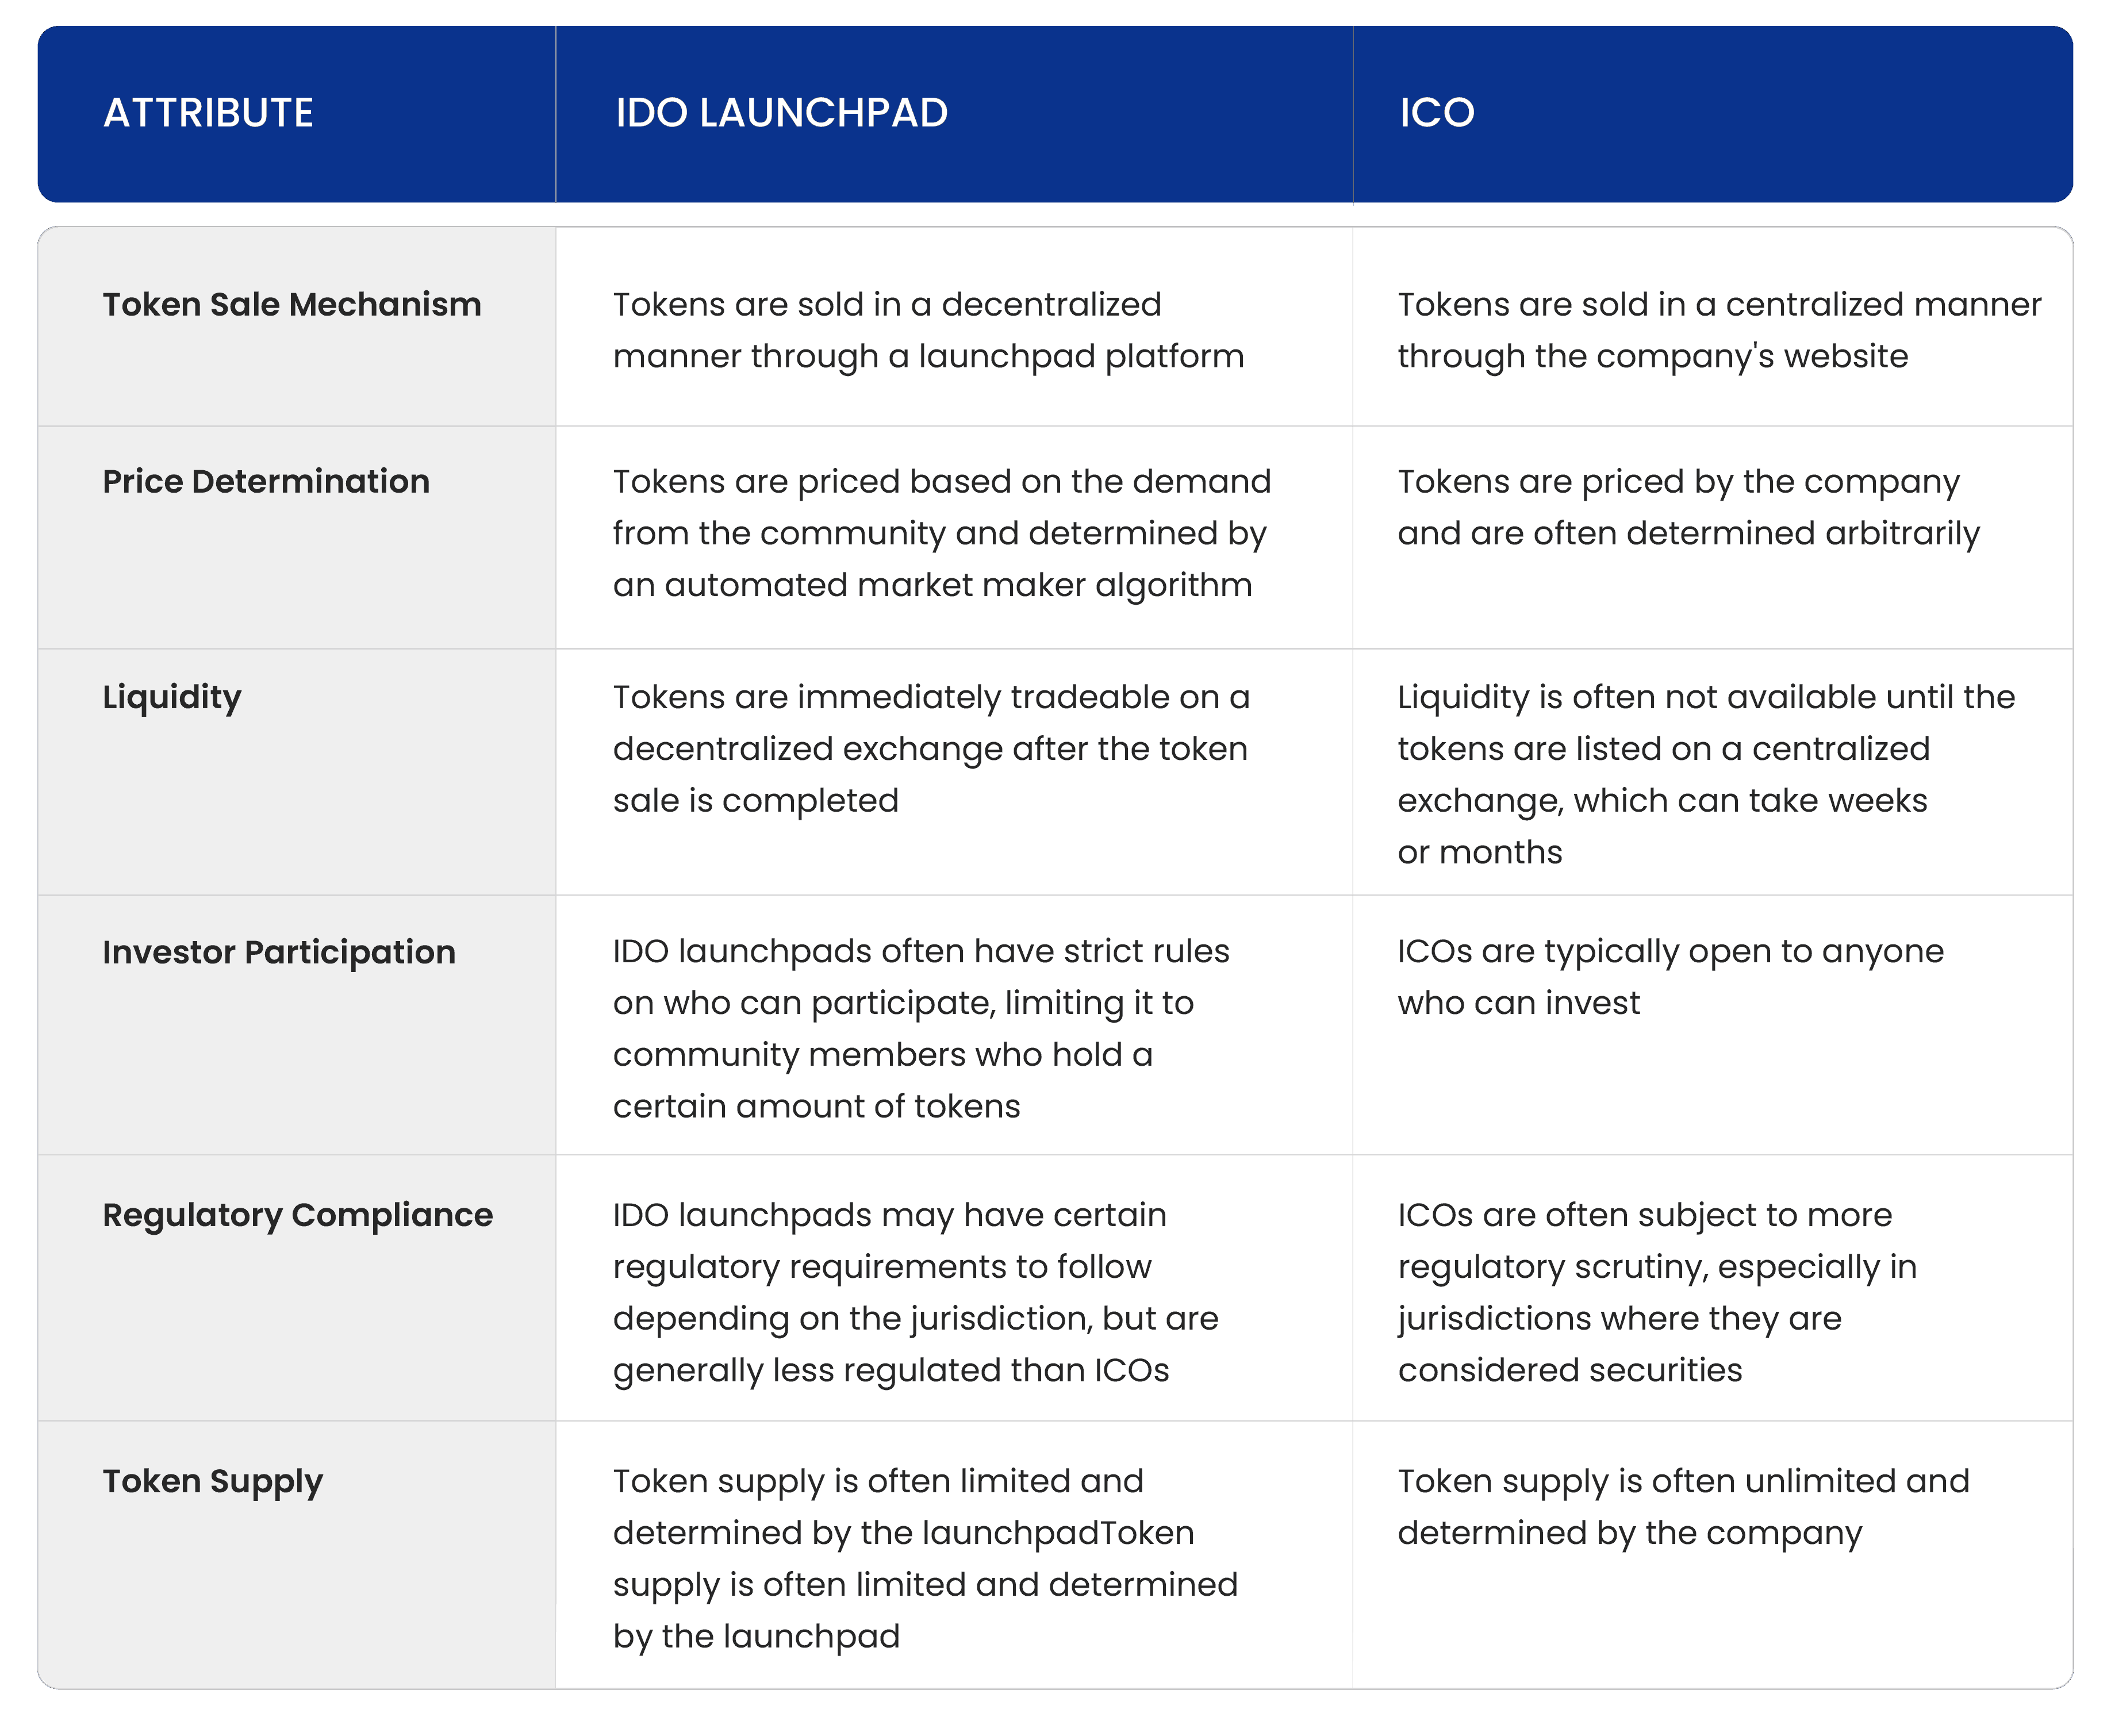 ATTRIBUTE
IDO LAUNCHPAD
ICO
Token Sale Mechanism
Tokens are sold in a decentralized
manner through a launchpad platform
Tokens are sold in a centralized manner
through the company's website
Price Determination
Tokens are priced based on the demand
from the community and determined by
an automated market maker algorithm
Tokens are priced by the company
and are often determined arbitrarily
Liquidity
Tokens are immediately tradeable on a
decentralized exchange after the token
sale is completed
Liquidity is often not available until the
tokens are listed on a centralized
exchange, which can take weeks
or months
Investor Participation
IDO launchpads often have strict rules
on who can participate, limiting it to
community members who hold a
certain amount of tokens
ICOs are typically open to anyone
who can invest
Regulatory Compliance
IDO launchpads may have certain
regulatory requirements to follow
depending on the jurisdiction, but are
generally less regulated than ICOs
ICOs are often subject to more
regulatory scrutiny, especially in
jurisdictions where they are
considered securities
Token Supply
Token supply is often limited and
determined by the launchpadToken
supply is often limited and determined
by the launchpad
Token supply is often unlimited and
determined by the company